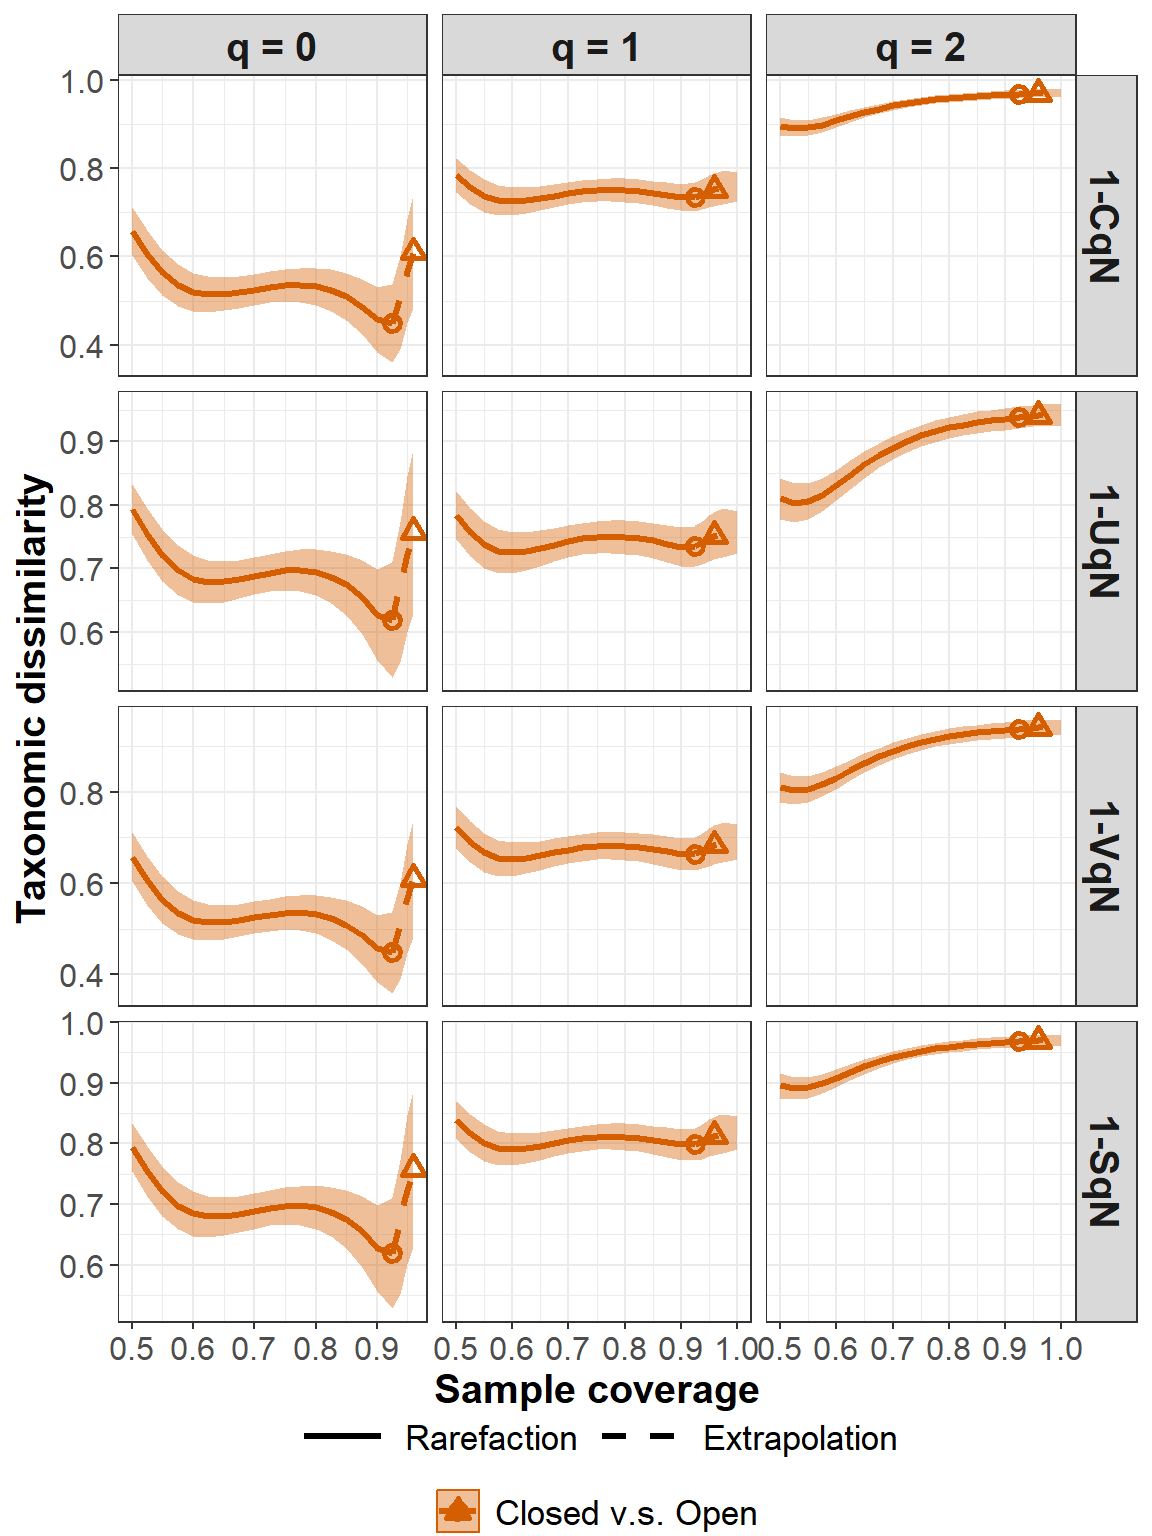 q = 0
q = 1
q = 2
1.0
0.8
0.6
0.4
1-CqN
0.9
0.8
0.7
0.6
1-UqN
Taxonomic dissimilarity
0.8
0.6
0.4
1-VqN
1.0
0.9
0.8
0.7
0.6
1-SqN
0.5 0.6 0.7 0.8 0.9
0.5 0.6 0.7 0.8 0.9 1.0
0.5 0.6 0.7 0.8 0.9 1.0
Sample coverage
Rarefaction
Extrapolation
Closed v.s. Open